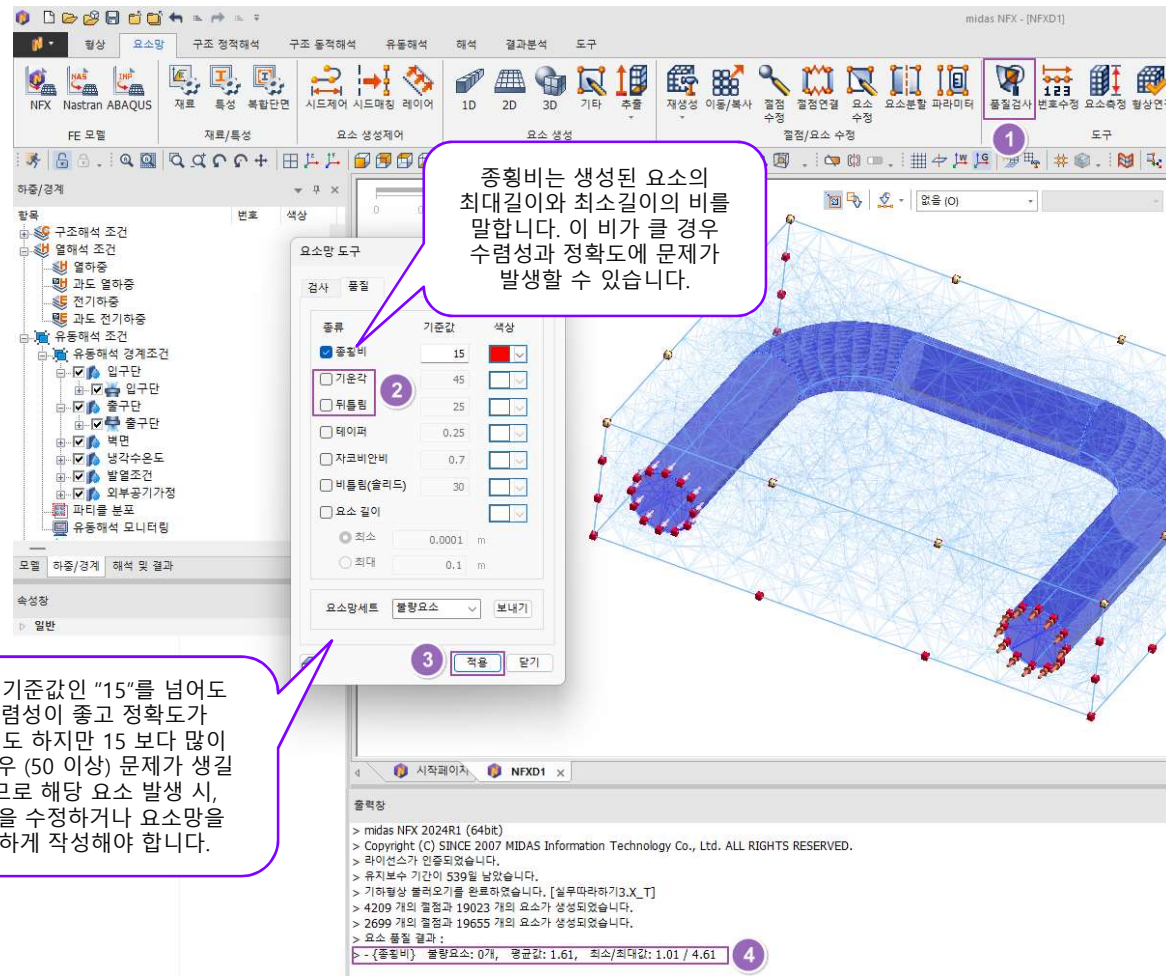 midas NFX - [NFXD1]
형상 요소망 구조 정적해석 구조 동적해석 유동해석 해석 결과분석 도구
NFX Nastran ABAQUS 재료 특성 복합단면 시드제어 시드매칭 레이어 1D 2D 3D 기타 추출 재생성 이동/복사 절점 수정 절점연결 요소 수정 요소분할 파라미터 품질검사 번호수정 요소측정
FE 모델 재료/특성 요소 생성제어 요소 생성 절점/요소 수정 도구
1
하중/경계
항목 번호 색상
구조해석 조건
열해석 조건
열하중
과도 열하중
전기하중
과도 전기하중
유동해석 조건
유동해석 경계조건
입구단
입구단
출구단
출구단
벽면
냉각수온도
발열조건
외부공기가정
파티클 분포
유동해석 모니터링
모델 하중/경계 해석 및 결과
속성창
일반
종횡비는 생성된 요소의
최대길이와 최소길이의 비를
말합니다. 이 비가 클 경우
수렴성과 정확도에 문제가
발생할 수 있습니다.
없음 (O)
요소망 도구
검사 품질
종류 기준값 색상
종횡비 15
기운각 45
2
뒤틀림 25
테이퍼 0.25
자코비안비 0.7
비틀림(솔리드) 30
요소 길이
최소 0.0001 m
최대 0.1 m
요소망세트 불량요소 보내기
3 적용 닫기
기준값인 "15"를 넘어도
렴성이 좋고 정확도가
도 하지만 15 보다 많이
우 (50 이상) 문제가 생길
므로 해당 요소 발생 시,
을 수정하거나 요소망을
하게 작성해야 합니다.
시작페이지 NFXD1
출력창
> midas NFX 2024R1 (64bit)
> Copyright (C) SINCE 2007 MIDAS Information Technology Co., Ltd. ALL RIGHTS RESERVED.
> 라이선스가 인증되었습니다.
> 유지보수 기간이 539일 남았습니다.
> 기하형상 불러오기를 완료하였습니다. [실무따라하기3.X_T]
> 4209 개의 절점과 19023 개의 요소가 생성되었습니다.
> 2699 개의 절점과 19655 개의 요소가 생성되었습니다.
> 요소 품질 결과 :
> - {종횡비} 불량요소: 0개, 평균값: 1.61, 최소/최대값: 1.01 / 4.61
4